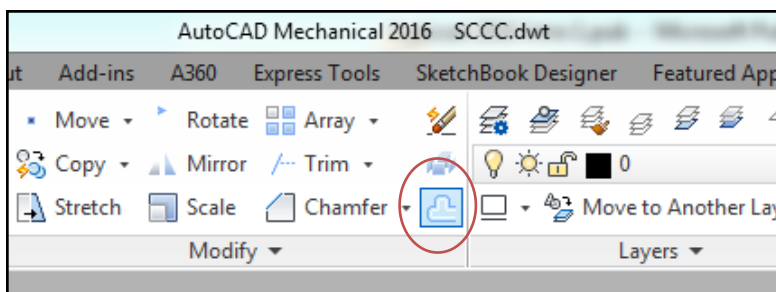 AutoCAD Mechanical 2016 SCCC.dwt
ut Add-ins A360 Express Tools SketchBook Designer Featured App
Move Rotate Array
Copy Mirror Trim 0
Stretch Scale Chamfer Move to Another Lay
Modify Layers